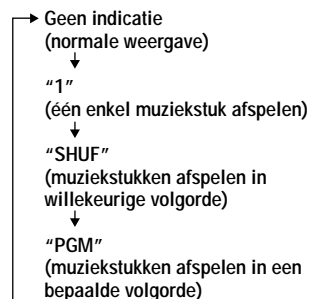 Geen indicatie
(normale weergave)
“1”
(één enkel muziekstuk afspelen)
“SHUF”
(muziekstukken afspelen in
willekeurige volgorde)
“PGM”
(muziekstukken afspelen in een
bepaalde volgorde)